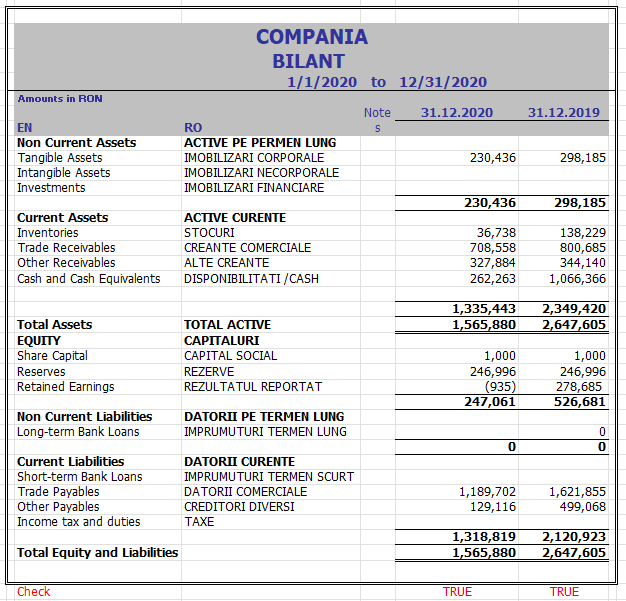 COMPANIA
BILANT
1/1/2020 to 12/31/2020
Amounts in RON
Notes 31.12.2020 31.12.2019
EN RO
Non Current Assets ACTIVE PE PERMEN LUNG
Tangible Assets IMOBILIZARI CORPORALE 230,436 298,185
Intangible Assets IMOBILIZARI NECORPORALE
Investments IMOBILIZARI FINANCIARE
230,436 298,185
Current Assets ACTIVE CURENTE
Inventories STOCURI 36,738 138,229
Trade Receivables CREANTE COMERCIALE 708,558 800,685
Other Receivables ALTE CREANTE 327,884 344,140
Cash and Cash Equivalents DISPONIBILITATI /CASH 262,263 1,066,366
1,335,443 2,349,420
Total Assets TOTAL ACTIVE 1,565,880 2,647,605
EQUITY CAPITALURI
Share Capital CAPITAL SOCIAL 1,000 1,000
Reserves REZERVE 246,996 246,996
Retained Earnings REZULTATUL REPORTAT (935) 278,685
247,061 526,681
Non Current Liabilities DATORII PE TERMEN LUNG
Long-term Bank Loans IMPRUMUTURI TERMEN LUNG 0
0 0
Current Liabilities DATORII CURENTE
Short-term Bank Loans IMPRUMUTURI TERMEN SCURT
Trade Payables DATORII COMERCIALE 1,189,702 1,621,855
Other Payables CREDITORI DIVERSI 129,116 499,068
Income tax and duties TAXE
1,318,819 2,120,923
Total Equity and Liabilities 1,565,880 2,647,605
Check TRUE TRUE